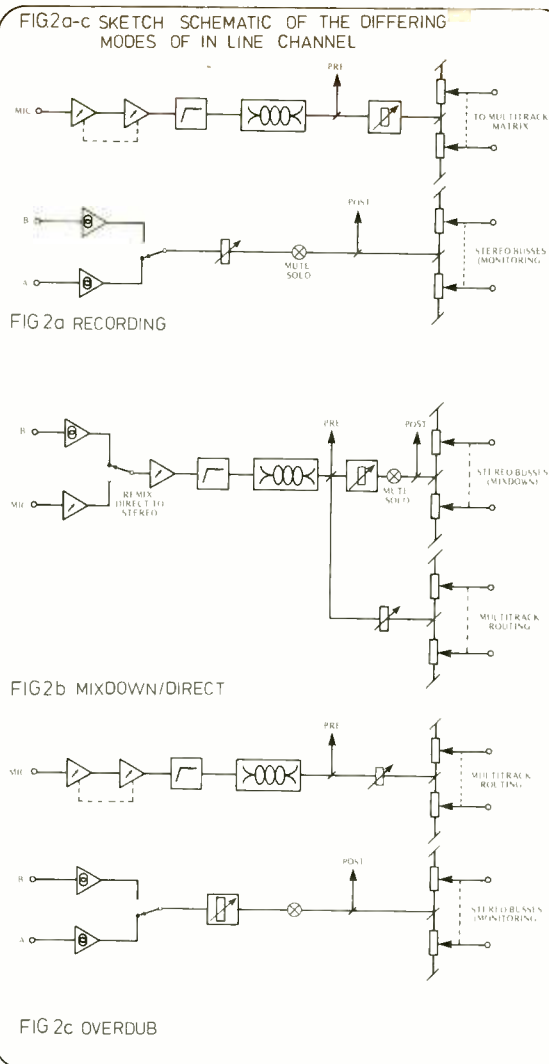 FIG.2a-c SKETCH SCHEMATIC OF THE DIFFERING
MODES OF IN LINE CHANNEL
PRE
MIC
TO MULTITRACK
MATRIX
POST
B
STEREO BUSSES
(MONITORING
MUTE
SOLO
A
FIG2a RECORDING
PRE
POST
B
STEREO BUSSES
(MIXDOWN)
MUTE
SOLO
MIC
REMIX
DIRECT TO
STEREO
MULTITRACK
ROUTING
FIG2b MIXDOWN/DIRECT
PRE
MIC
MULTITRACK
ROUTING
POST
B
STEREO BUSSES
(MONITORING
A
FIG 2c OVERDUB